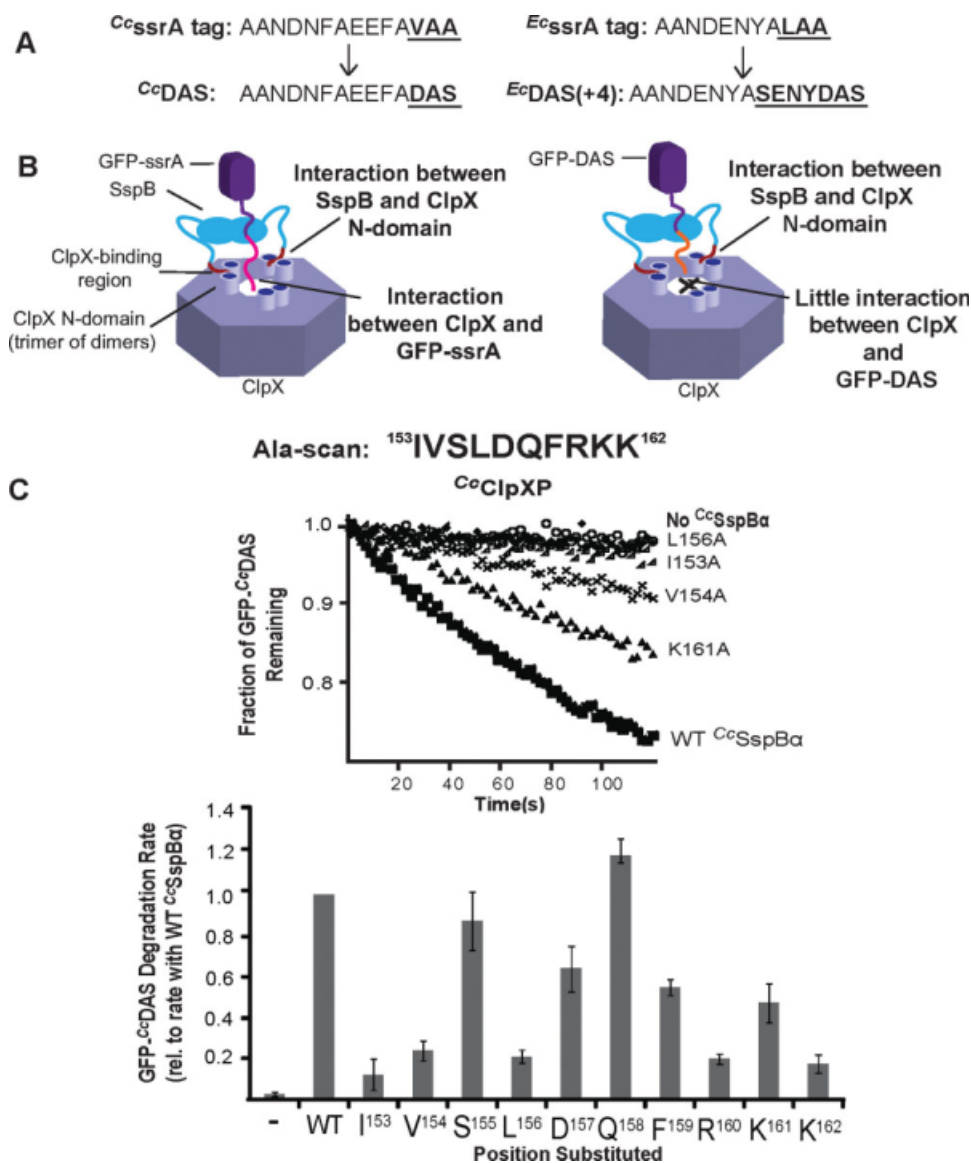 A
CcssrA tag: AANDNFAEEFAVAA
CcDAS: AANDNFAEEFADAS
EcssrA tag: AANDENYALAA
EcDAS(+4): AANDENYASENYDAS
B
GFP-ssrA
SspB
ClpX-binding
region
ClpX N-domain
(trimer of dimers)
Interaction between
SspB and ClpX
N-domain
Interaction
between ClpX and
GFP-ssrA
ClpX
GFP-DAS
Interaction between
SspB and ClpX
N-domain
Little interaction
between ClpX
and
GFP-DAS
ClpX
Ala-scan: 153IVSLDQFRKK162
C
CcClpXP
Fraction of GFP-CcDAS
Remaining
1.0
0.9
0.8
No CcSspBα
L156A
I153A
V154A
K161A
WT CcSspBα
20 40 60 80 100
Time(s)
GFP-CcDAS Degradation Rate
(rel. to rate with WT CcSspBα)
1.4
1.2
1.0
0.8
0.6
0.4
0.2
- WT I153 V154 S155 L156 D157 Q158 F159 R160 K161 K162
Position Substituted